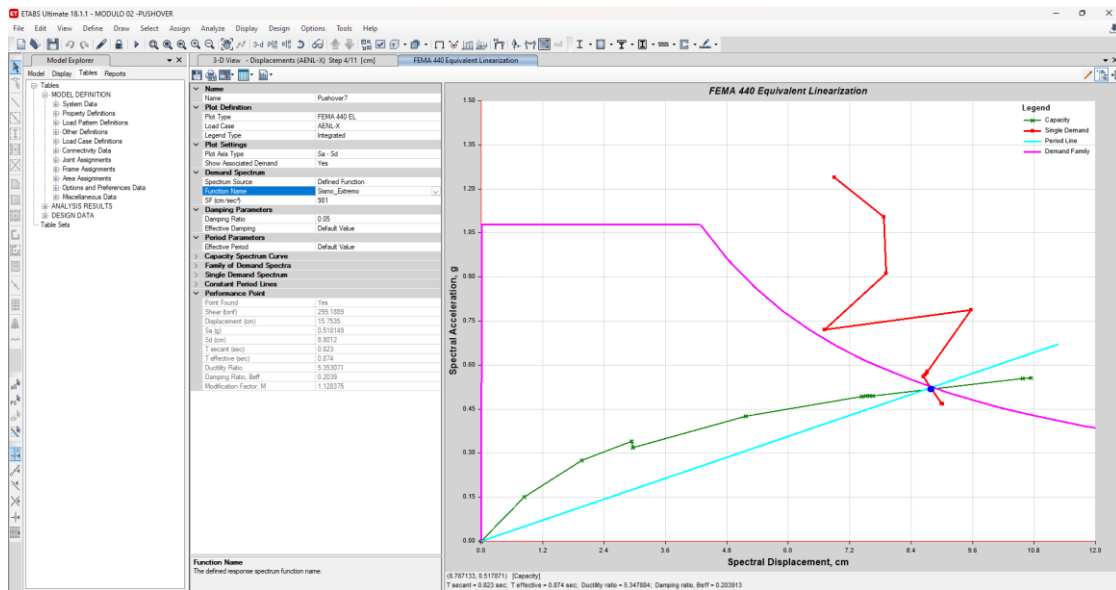 ETABS Ultimate 18.1.1 - MODULO 02 -PUSHOVER
File Edit View Define Draw Select Assign Analyze Display Design Options Tools Help
Model Explorer
3-D View - Displacements (AENL-X) Step 4/11 [cm]
FEMA 440 Equivalent Linearization
Model Display Tables Reports
Tables
MODEL DEFINITION
System Data
Property Definitions
Load Pattern Definitions
Other Definitions
Load Case Definitions
Connectivity Data
Joint Assignments
Frame Assignments
Area Assignments
Options and Preferences Data
Miscellaneous Data
ANALYSIS RESULTS
DESIGN DATA
Table Sets
Name
Name Pushover7
Plot Definition
Plot Type FEMA 440 EL
Load Case AENL-X
Legend Type Integrated
Plot Settings
Plot Axis Type Sa - Sd
Show Associated Demand Yes
Demand Spectrum
Spectrum Source Defined Function
Function Name Sismo_Extremo
SF (cm/sec²) 981
Damping Parameters
Damping Ratio 0.05
Effective Damping Default Value
Period Parameters
Effective Period Default Value
Capacity Spectrum Curve
Family of Demand Spectra
Single Demand Spectrum
Constant Period Lines
Performance Point
Point Found Yes
Shear (tonf) 299.1889
Displacement (cm) 15.7535
Sa (g) 0.518149
Sd (cm) 8.8012
T secant (sec) 0.823
T effective (sec) 0.874
Ductility Ratio 5.353071
Damping Ratio, Beff 0.2039
Modification Factor, M 1.128375
Function Name
The defined response spectrum function name.
FEMA 440 Equivalent Linearization
Legend
Capacity
Single Demand
Period Line
Demand Family
Spectral Acceleration, g
1.50
1.35
1.20
1.05
0.90
0.75
0.60
0.45
0.30
0.15
0.00
0.0 1.2 2.4 3.6 4.8 6.0 7.2 8.4 9.6 10.8 12.0
Spectral Displacement, cm
(8.787133, 0.517871) [Capacity]
T secant = 0.823 sec; T effective = 0.874 sec; Ductility ratio = 5.347884; Damping ratio, Beff = 0.203913